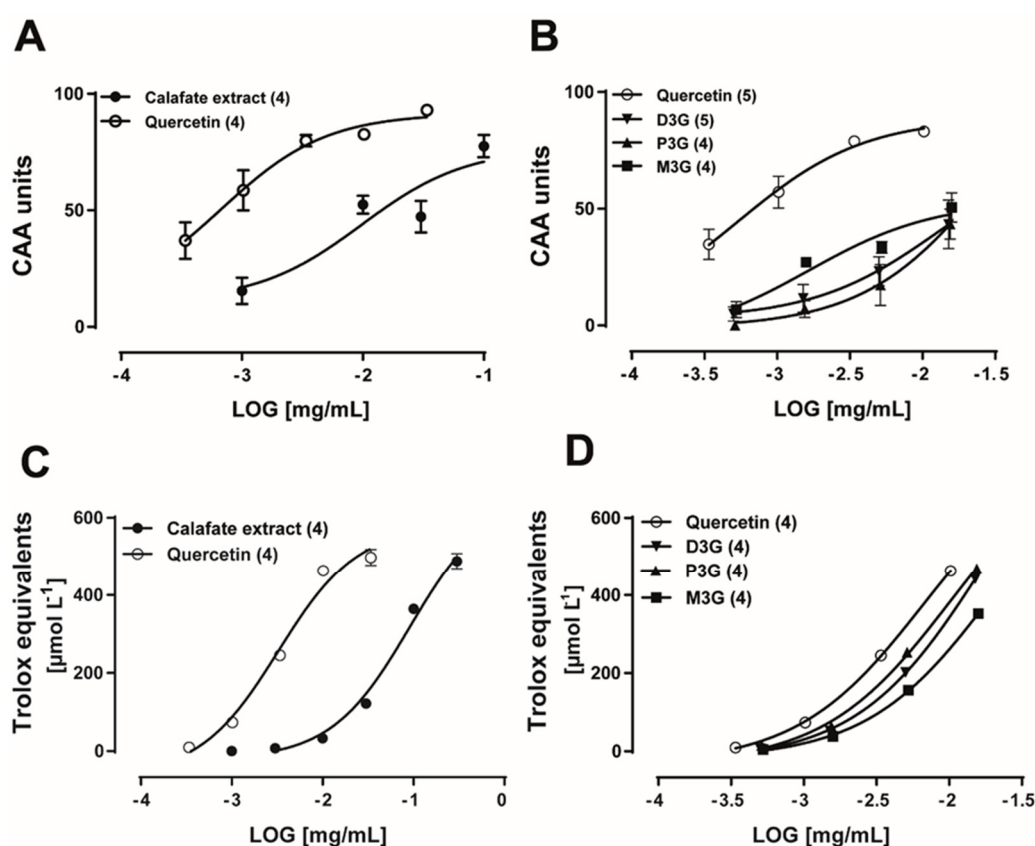 A
Calafate extract (4)
Quercetin (4)
CAA units
100
50
0
-4 -3 -2 -1
LOG [mg/mL]
B
Quercetin (5)
D3G (5)
P3G (4)
M3G (4)
CAA units
100
50
0
-4 -3.5 -3 -2.5 -2 -1.5
LOG [mg/mL]
C
Calafate extract (4)
Quercetin (4)
Trolox equivalents
[µmol L⁻¹]
600
400
200
0
-4 -3 -2 -1 0
LOG [mg/mL]
D
Quercetin (4)
D3G (4)
P3G (4)
M3G (4)
Trolox equivalents
[µmol L⁻¹]
600
400
200
0
-4 -3.5 -3 -2.5 -2 -1.5
LOG [mg/mL]